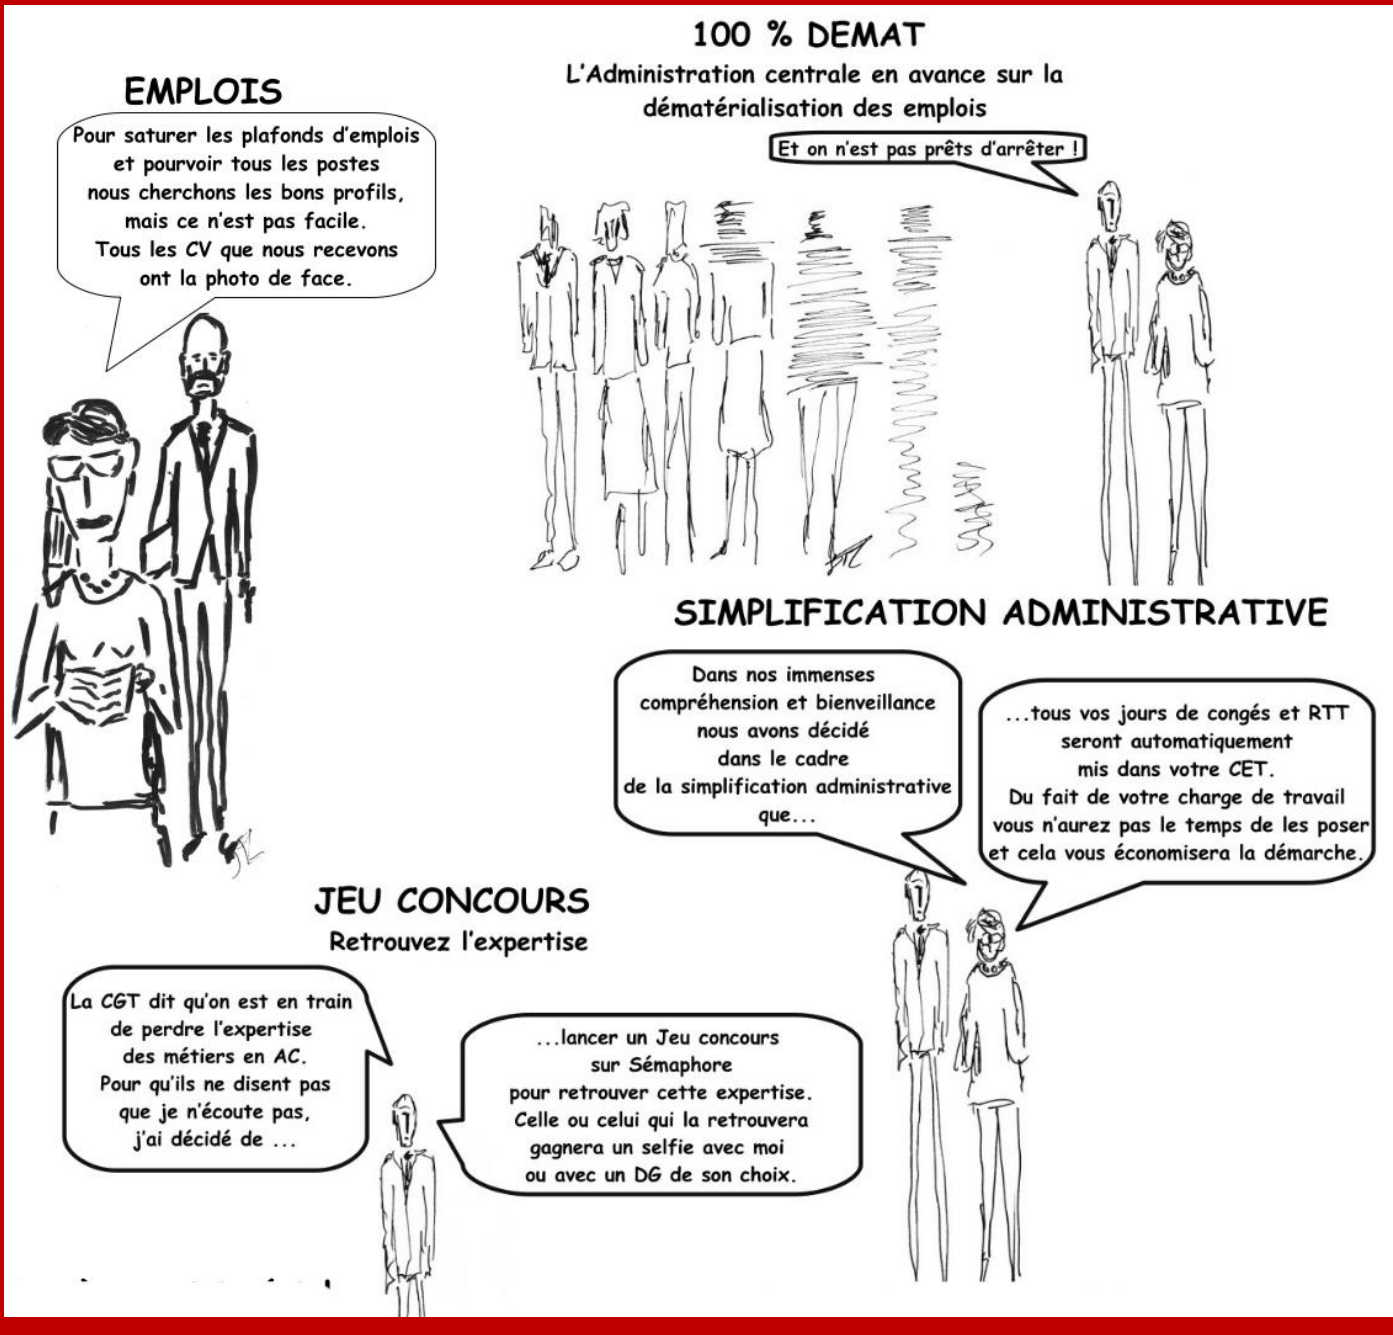 EMPLOIS
Pour saturer les plafonds d'emplois
et pourvoir tous les postes
nous cherchons les bons profils,
mais ce n'est pas facile.
Tous les CV que nous recevons
ont la photo de face.
100 % DEMAT
L'Administration centrale en avance sur la
dématérialisation des emplois
Et on n'est pas prêts d'arrêter !
SIMPLIFICATION ADMINISTRATIVE
Dans nos immenses
compréhension et bienveillance
nous avons décidé
dans le cadre
de la simplification administrative
que...
...tous vos jours de congés et RTT
seront automatiquement
mis dans votre CET.
Du fait de votre charge de travail
vous n'aurez pas le temps de les poser
et cela vous économisera la démarche.
JEU CONCOURS
Retrouvez l'expertise
La CGT dit qu'on est en train
de perdre l'expertise
des métiers en AC.
Pour qu'ils ne disent pas
que je n'écoute pas,
j'ai décidé de ...
...lancer un Jeu concours
sur Sémaphore
pour retrouver cette expertise.
Celle ou celui qui la retrouvera
gagnera un selfie avec moi
ou avec un DG de son choix.